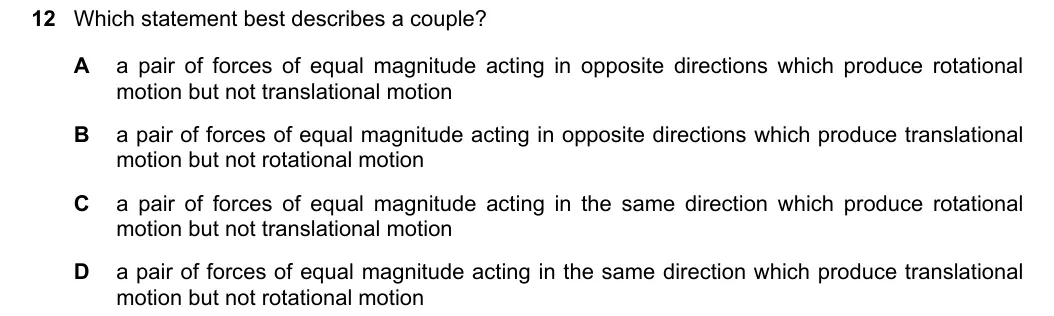 12 Which statement best describes a couple?
A a pair of forces of equal magnitude acting in opposite directions which produce rotational
motion but not translational motion
B a pair of forces of equal magnitude acting in opposite directions which produce translational
motion but not rotational motion
C a pair of forces of equal magnitude acting in the same direction which produce rotational
motion but not translational motion
D a pair of forces of equal magnitude acting in the same direction which produce translational
motion but not rotational motion